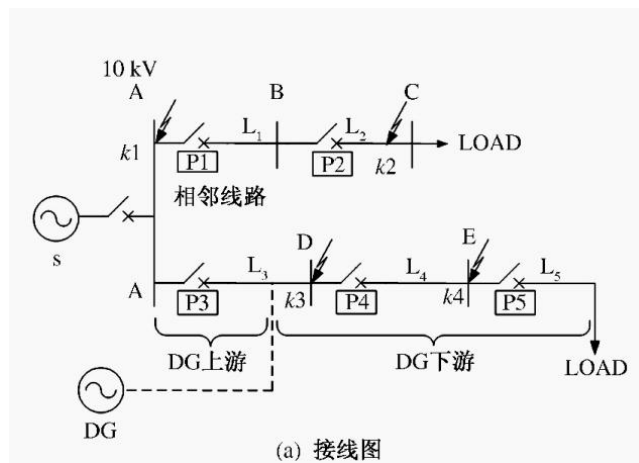 10 kV
A B C
L₁ L₂ LOAD
k1 P1 P2 k2
相邻线路
s
D E
A L₃ L₄ L₅
P3 k3 P4 k4 P5
DG上游 DG下游
LOAD
DG
(a) 接线图